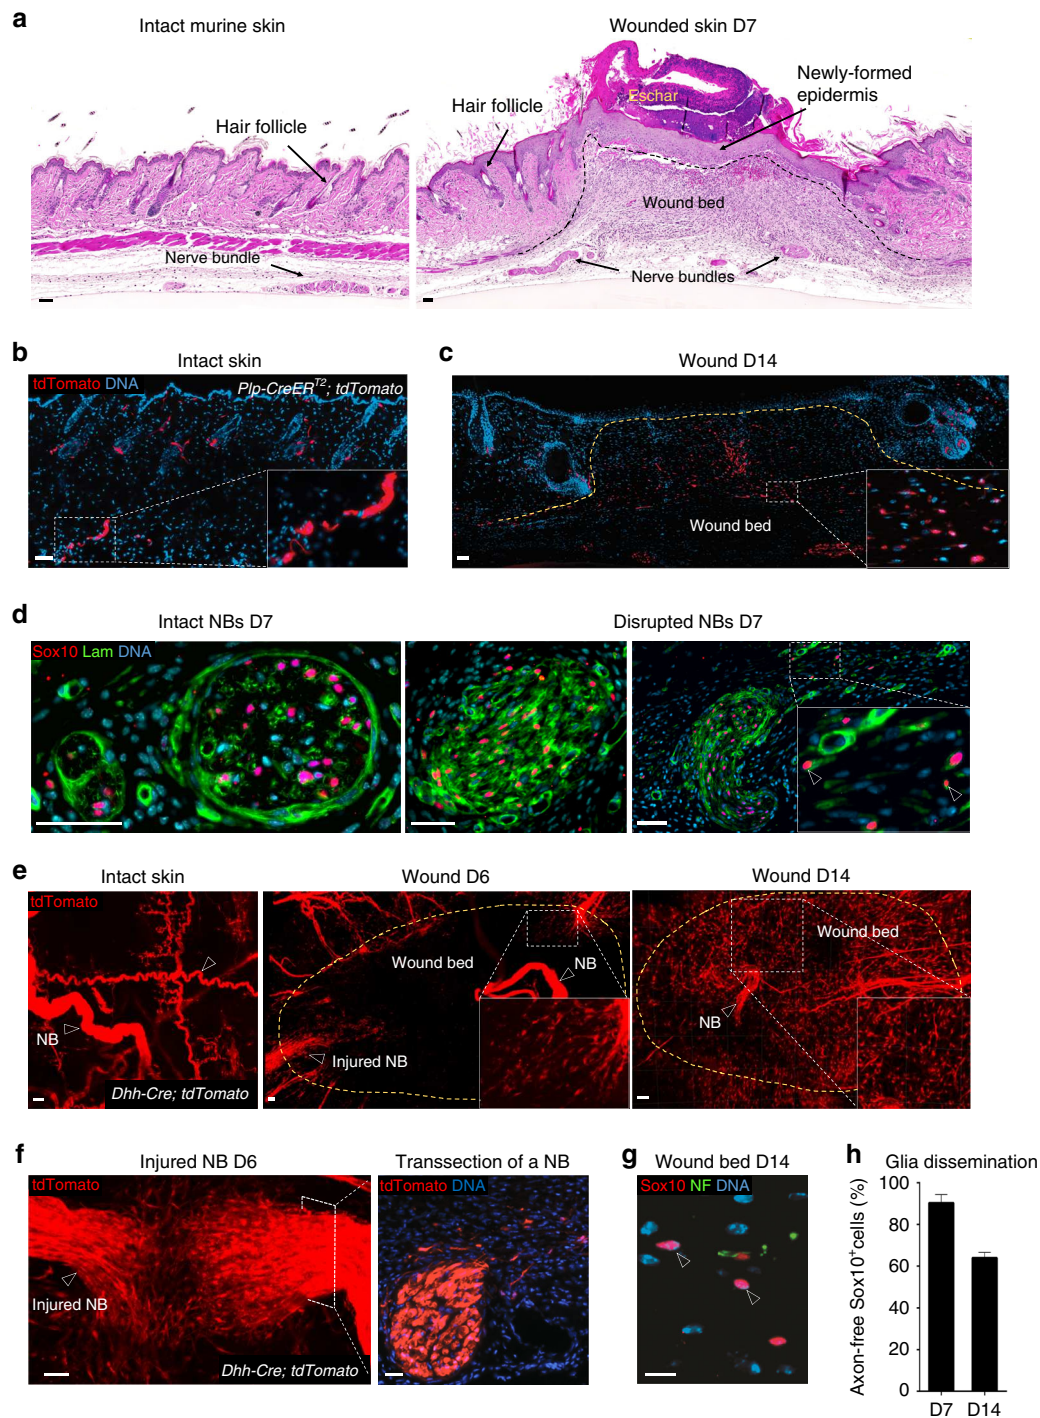 a
Intact murine skin
Wounded skin D7
Hair follicle
Nerve bundle
Hair follicle
Eschar
Newly-formed
epidermis
Wound bed
Nerve bundles
b
Intact skin
tdTomato DNA
Plp-CreER^T2; tdTomato
c
Wound D14
Wound bed
d
Intact NBs D7
Disrupted NBs D7
Sox10 Lam DNA
e
Intact skin
Wound D6
Wound D14
tdTomato
NB
Dhh-Cre; tdTomato
Wound bed
NB
Injured NB
Wound bed
NB
f
Injured NB D6
Transsection of a NB
tdTomato
Injured NB
Dhh-Cre; tdTomato
tdTomato DNA
g
Wound bed D14
Sox10 NF DNA
h
Glia dissemination
Axon-free Sox10⁺cells (%)
100
80
60
40
20
0
D7 D14